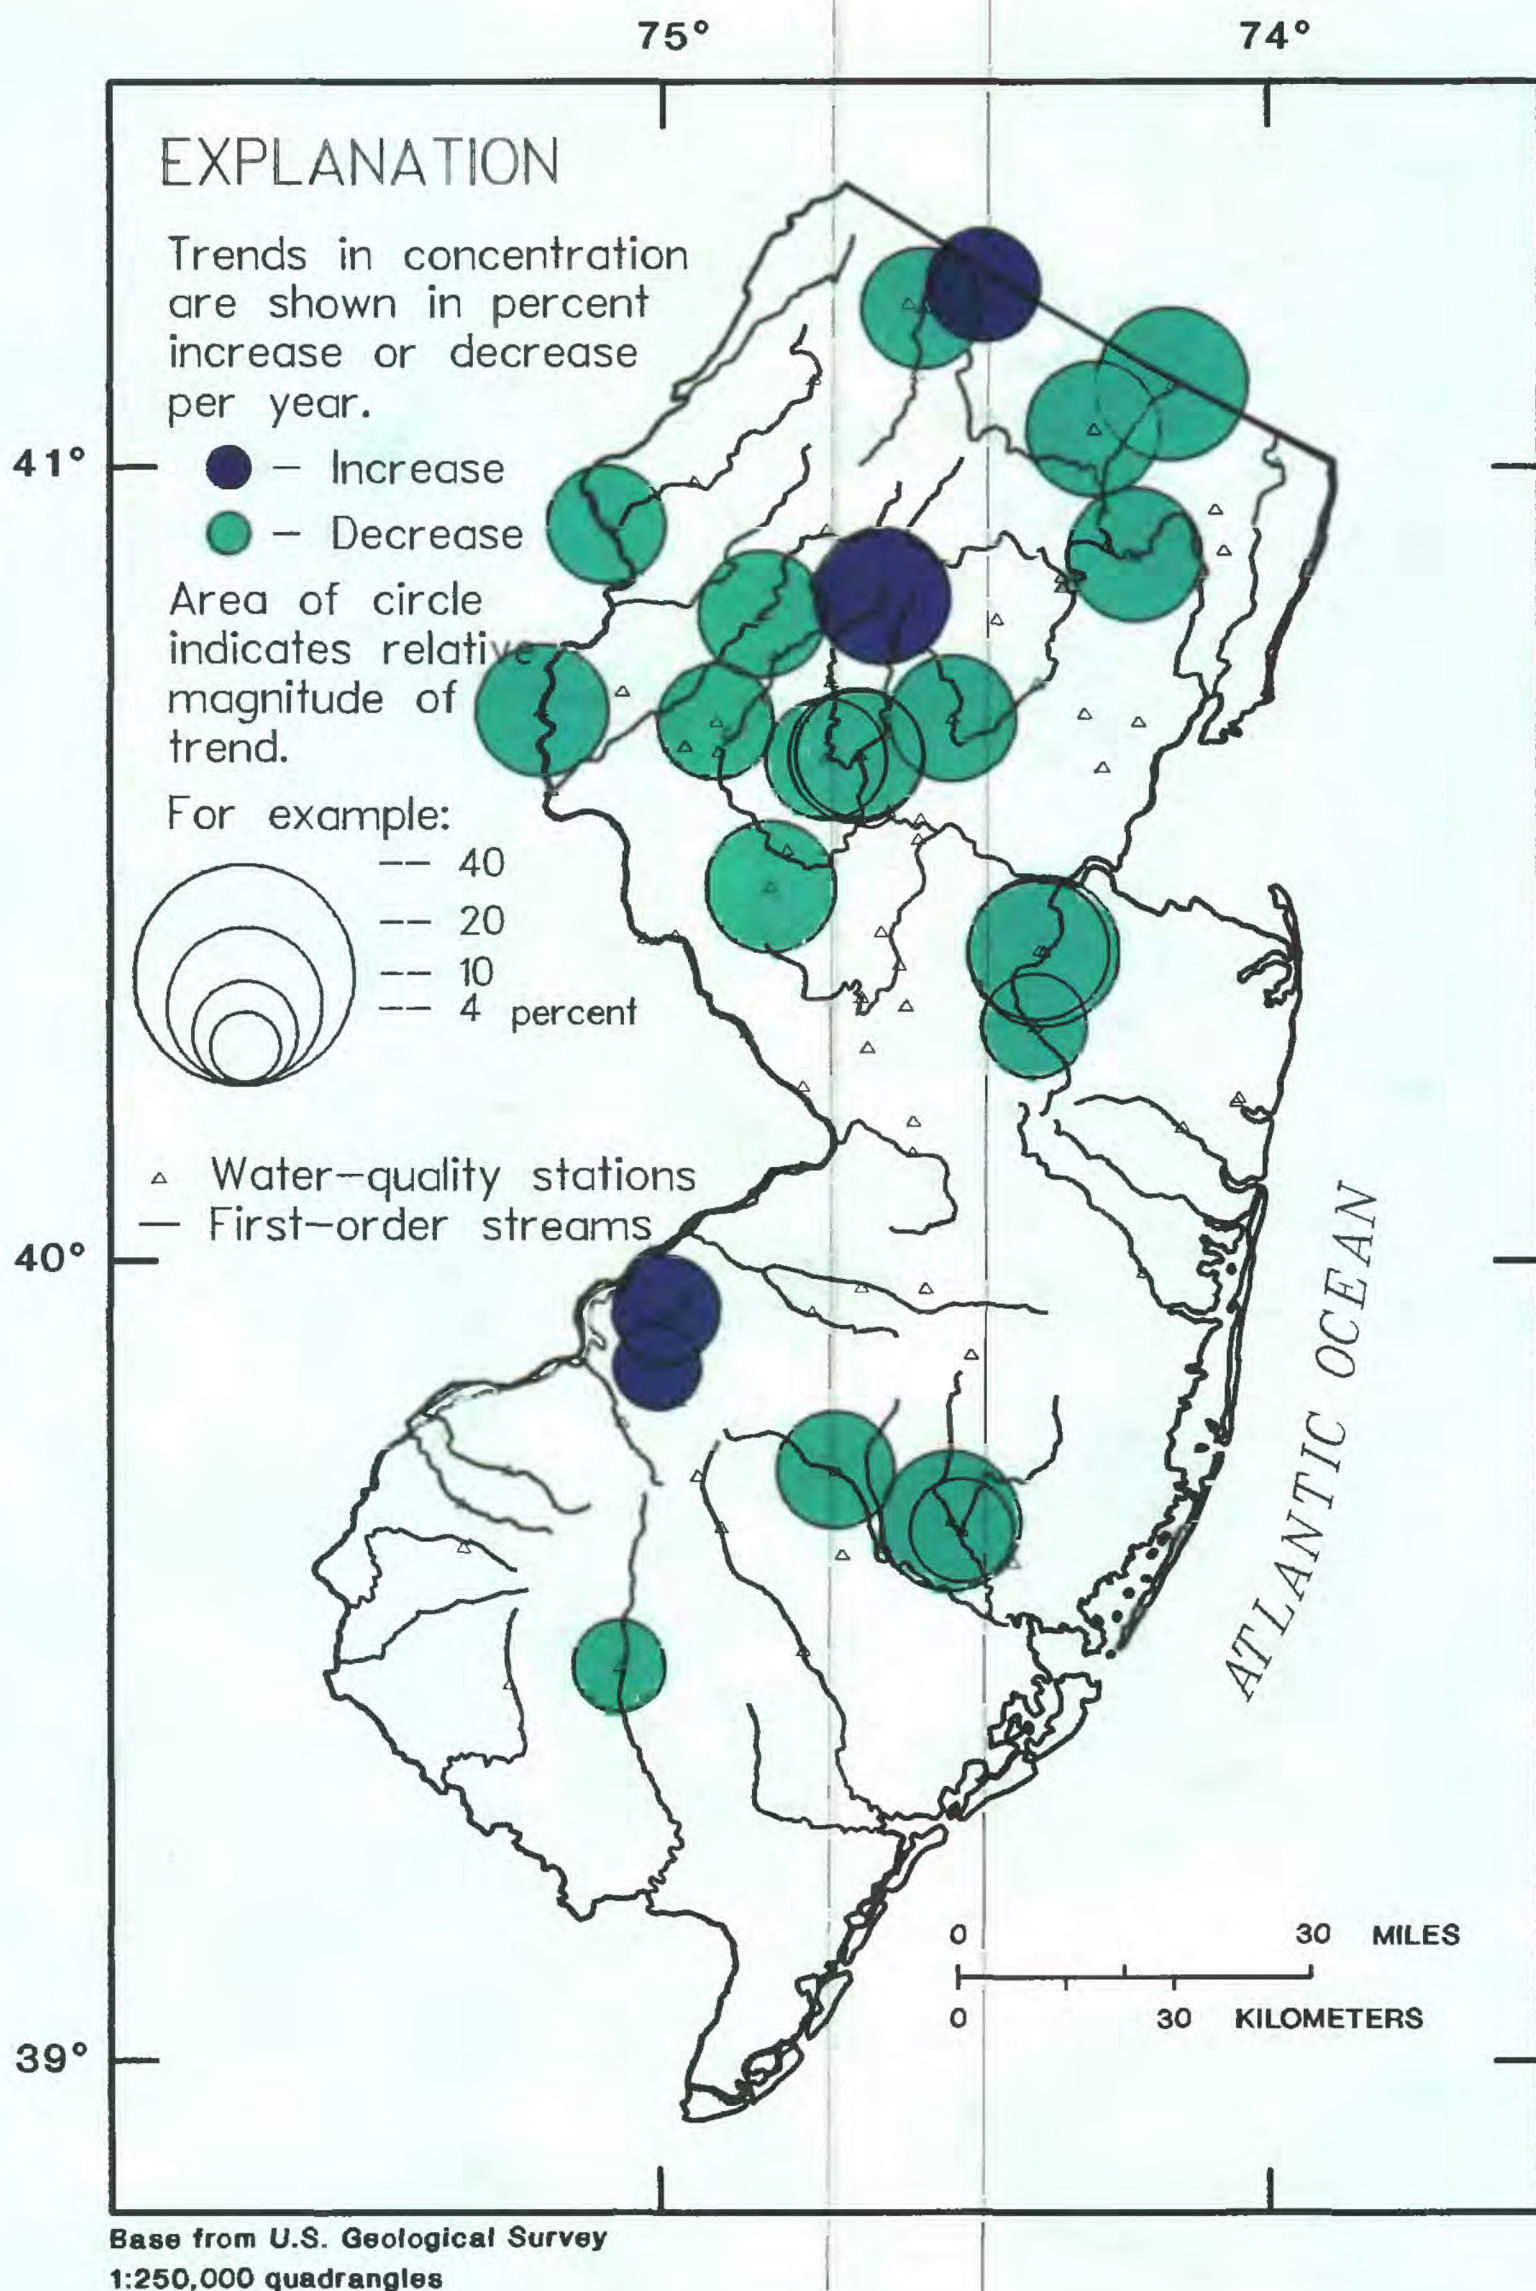 75° 74°
EXPLANATION
Trends in concentration
are shown in percent
increase or decrease
per year.
41°
– Increase
– Decrease
Area of circle
indicates relative
magnitude of
trend.
For example:
-- 40
-- 20
-- 10
-- 4 percent
Water-quality stations
First-order streams
40°
ATLANTIC OCEAN
0 30 MILES
0 30 KILOMETERS
39°
Base from U.S. Geological Survey
1:250,000 quadrangles